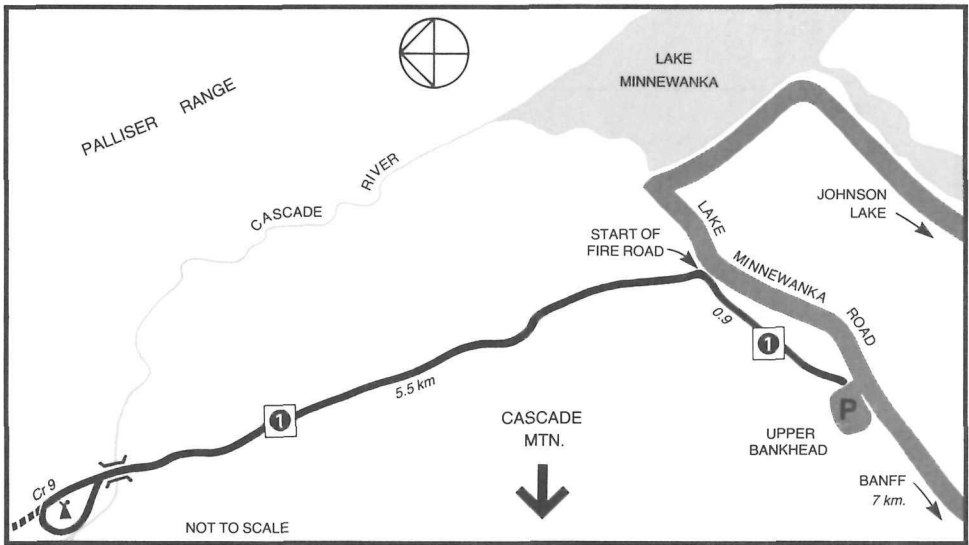 LAKE
MINNEWANKA
PALLISER RANGE
CASCADE RIVER
JOHNSON
LAKE
START OF
FIRE ROAD
LAKE MINNEWANKA ROAD
0.9
1
5.5 km
1
CASCADE
MTN.
P
UPPER
BANKHEAD
BANFF
7 km.
Cr 9
NOT TO SCALE